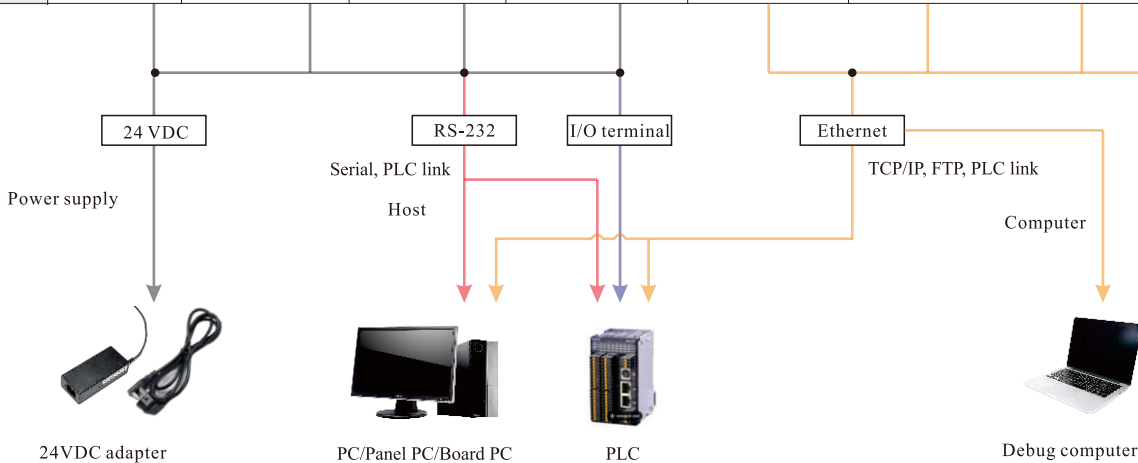 24 VDC
RS-232
I/O terminal
Ethernet
Serial, PLC link
TCP/IP, FTP, PLC link
Power supply
Host
Computer
24VDC adapter
PC/Panel PC/Board PC
PLC
Debug computer